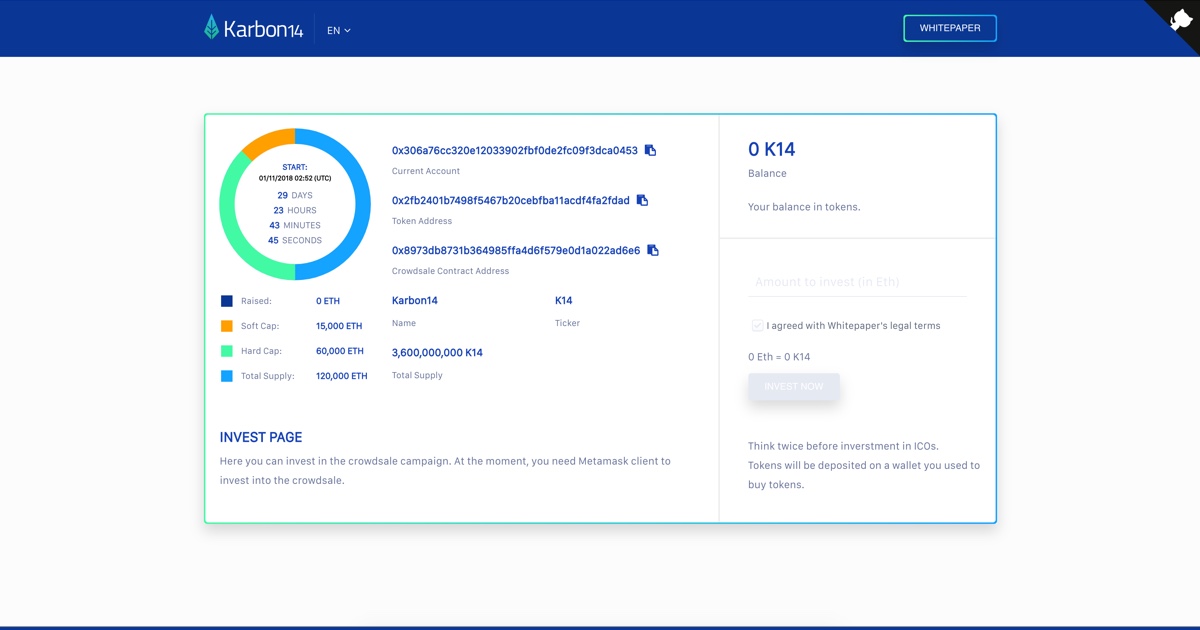 Karbon14
EN
WHITEPAPER
START:
01/11/2018 02:52 (UTC)
29 DAYS
23 HOURS
43 MINUTES
45 SECONDS
Raised: 0 ETH
Soft Cap: 15,000 ETH
Hard Cap: 60,000 ETH
Total Supply: 120,000 ETH
0x306a76cc320e12033902fbf0de2fc09f3dca0453
Current Account
0x2fb2401b7498f5467b20cebfba11acdf4fa2fdad
Token Address
0x8973db8731b364985ffa4d6f579e0d1a022ad6e6
Crowdsale Contract Address
Karbon14
Name
K14
Ticker
3,600,000,000 K14
Total Supply
INVEST PAGE
Here you can invest in the crowdsale campaign. At the moment, you need Metamask client to
invest into the crowdsale.
0 K14
Balance
Your balance in tokens.
Amount to invest (in Eth)
I agreed with Whitepaper's legal terms
0 Eth = 0 K14
INVEST NOW
Think twice before inverstment in ICOs.
Tokens will be deposited on a wallet you used to
buy tokens.